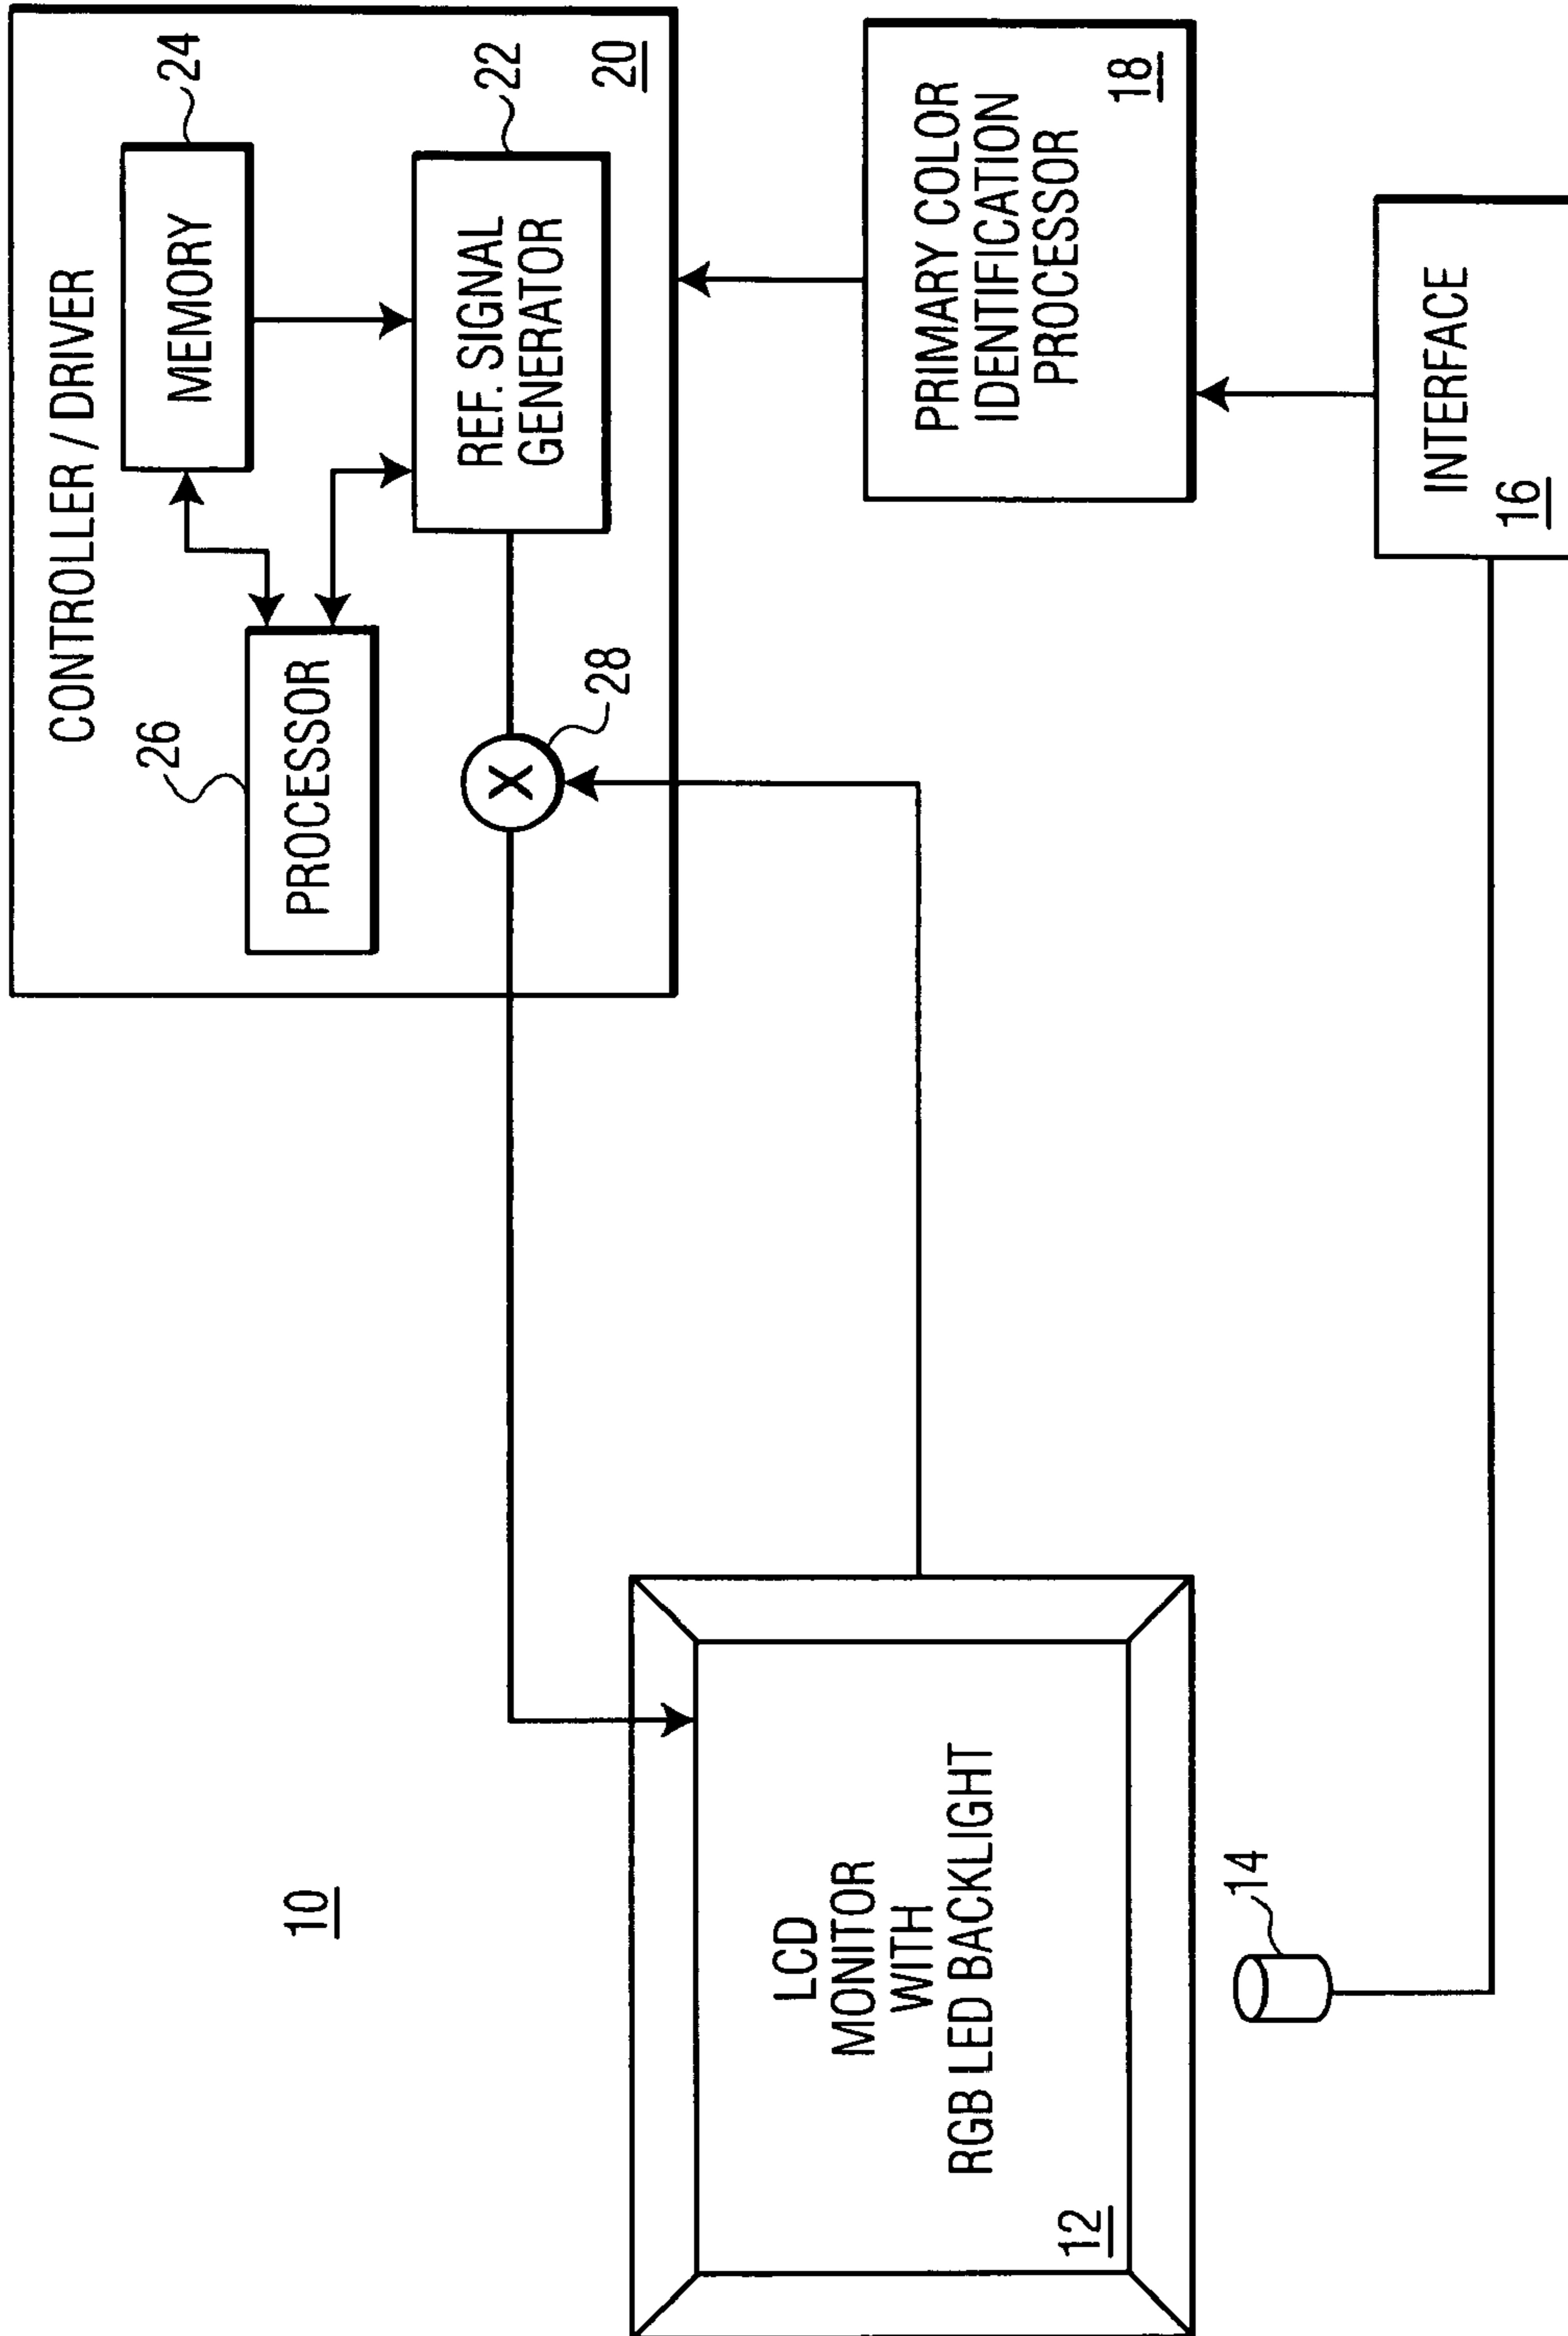 10
CONTROLLER / DRIVER
26
PROCESSOR
MEMORY
24
REF. SIGNAL
GENERATOR
22
X
28
20
LCD
MONITOR
WITH
RGB LED BACKLIGHT
12
PRIMARY COLOR
IDENTIFICATION
PROCESSOR
18
14
INTERFACE
16